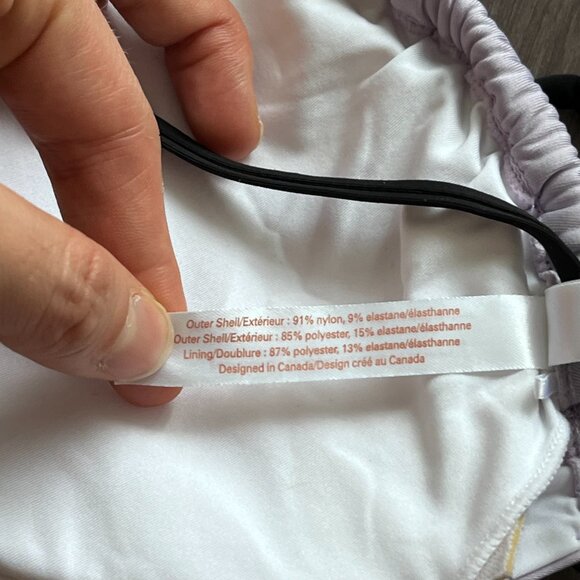 Outer Shell/Extérieur : 91% nylon, 9% elastane/élasthanne
Outer Shell/Extérieur : 85% polyester, 15% elastane/élasthanne
Lining/Doublure : 87% polyester, 13% elastane/élasthanne
Designed in Canada/Design créé au Canada